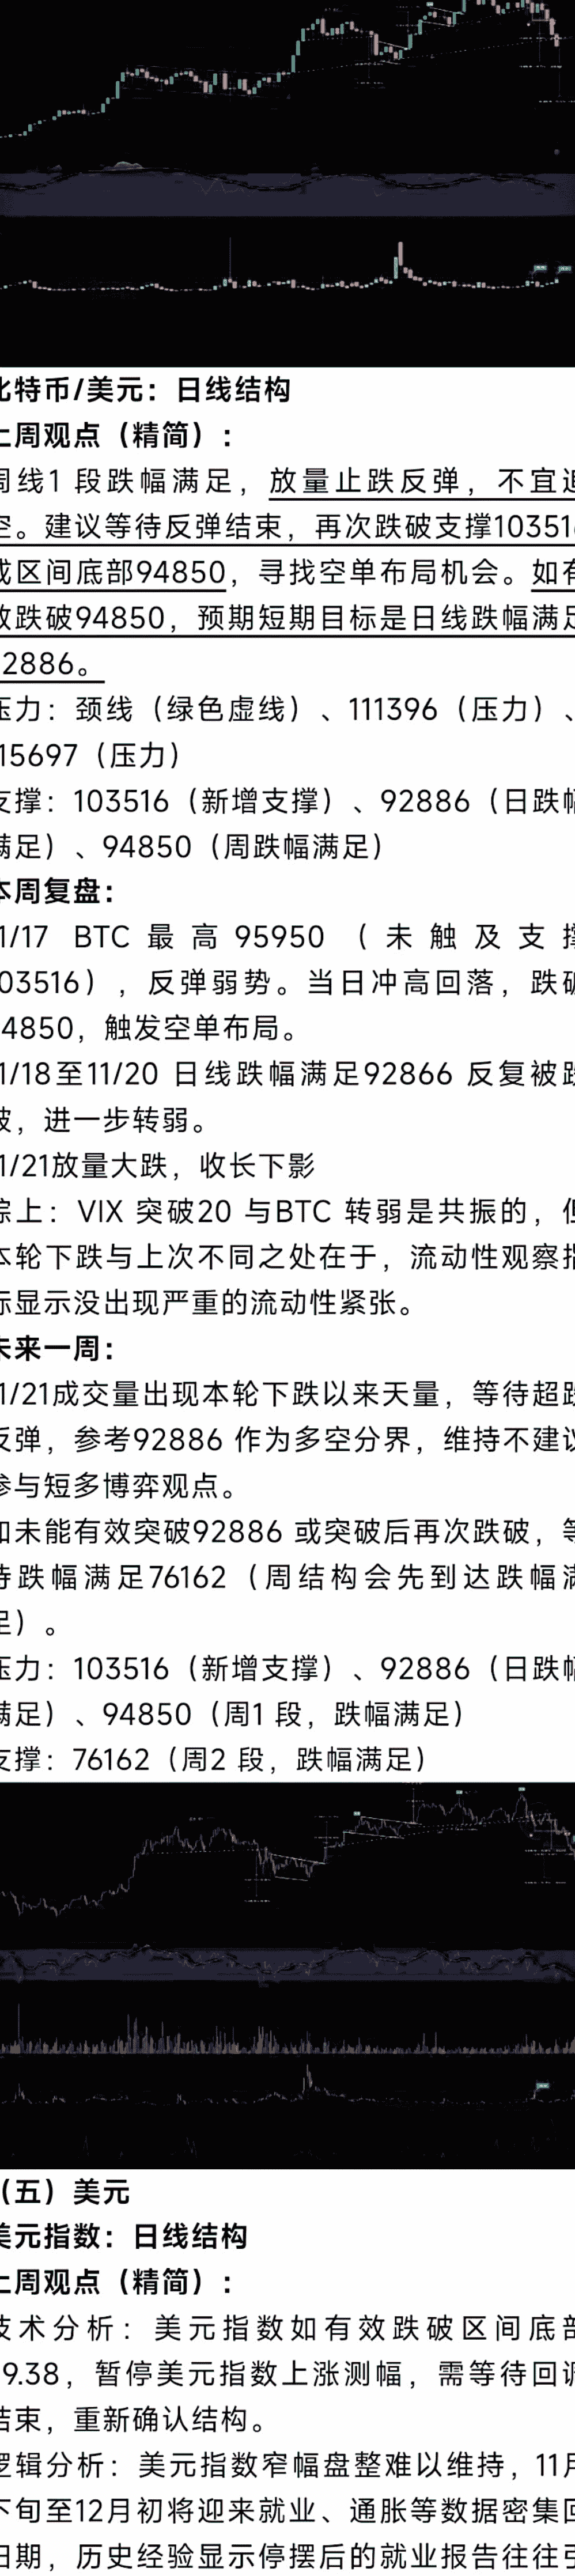 比特币/美元：日线结构
上周观点（精简）：
周线1 段跌幅满足，放量止跌反弹，不宜追
空。建议等待反弹结束，再次跌破支撑103516
或区间底部94850，寻找空单布局机会。如有
效跌破94850，预期短期目标是日线跌幅满足
92886。
压力：颈线（绿色虚线）、111396（压力）、
115697（压力）
支撑：103516（新增支撑）、92886（日跌幅
满足）、94850（周跌幅满足）
本周复盘：
11/17 BTC 最高95950（未触及支撑
103516），反弹弱势。当日冲高回落，跌破
94850，触发空单布局。
11/18至11/20 日线跌幅满足92866 反复被跌
破，进一步转弱。
11/21放量大跌，收长下影
综上：VIX 突破20 与BTC 转弱是共振的，但
本轮下跌与上次不同之处在于，流动性观察指
标显示没出现严重的流动性紧张。
未来一周：
11/21成交量出现本轮下跌以来天量，等待超跌
反弹，参考92886 作为多空分界，维持不建议
参与短多博弈观点。
如未能有效突破92886 或突破后再次跌破，等
待跌幅满足76162（周结构会先到达跌幅满
足）。
压力：103516（新增支撑）、92886（日跌幅
满足）、94850（周1 段，跌幅满足）
支撑：76162（周2 段，跌幅满足）
（五）美元
美元指数：日线结构
上周观点（精简）：
技术分析：美元指数如有效跌破区间底部
9.38，暂停美元指数上涨测幅，需等待回调
结束，重新确认结构。
逻辑分析：美元指数窄幅盘整难以维持，11月
下旬至12月初将迎来就业、通胀等数据密集回
归期，历史经验显示停摆后的就业报告往往引